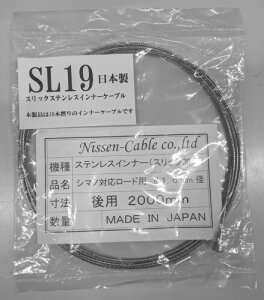 SL19 日本製
スリックステンレスインナーケーブル
本製品は19本撚りのインナーケーブルです
Nissen-Cable co.,ltd
機種 ステンレスインナー(スリック
品名 シマノ対応ロード用 径
寸法 後用 2000mm
数量 MADE IN JAPAN